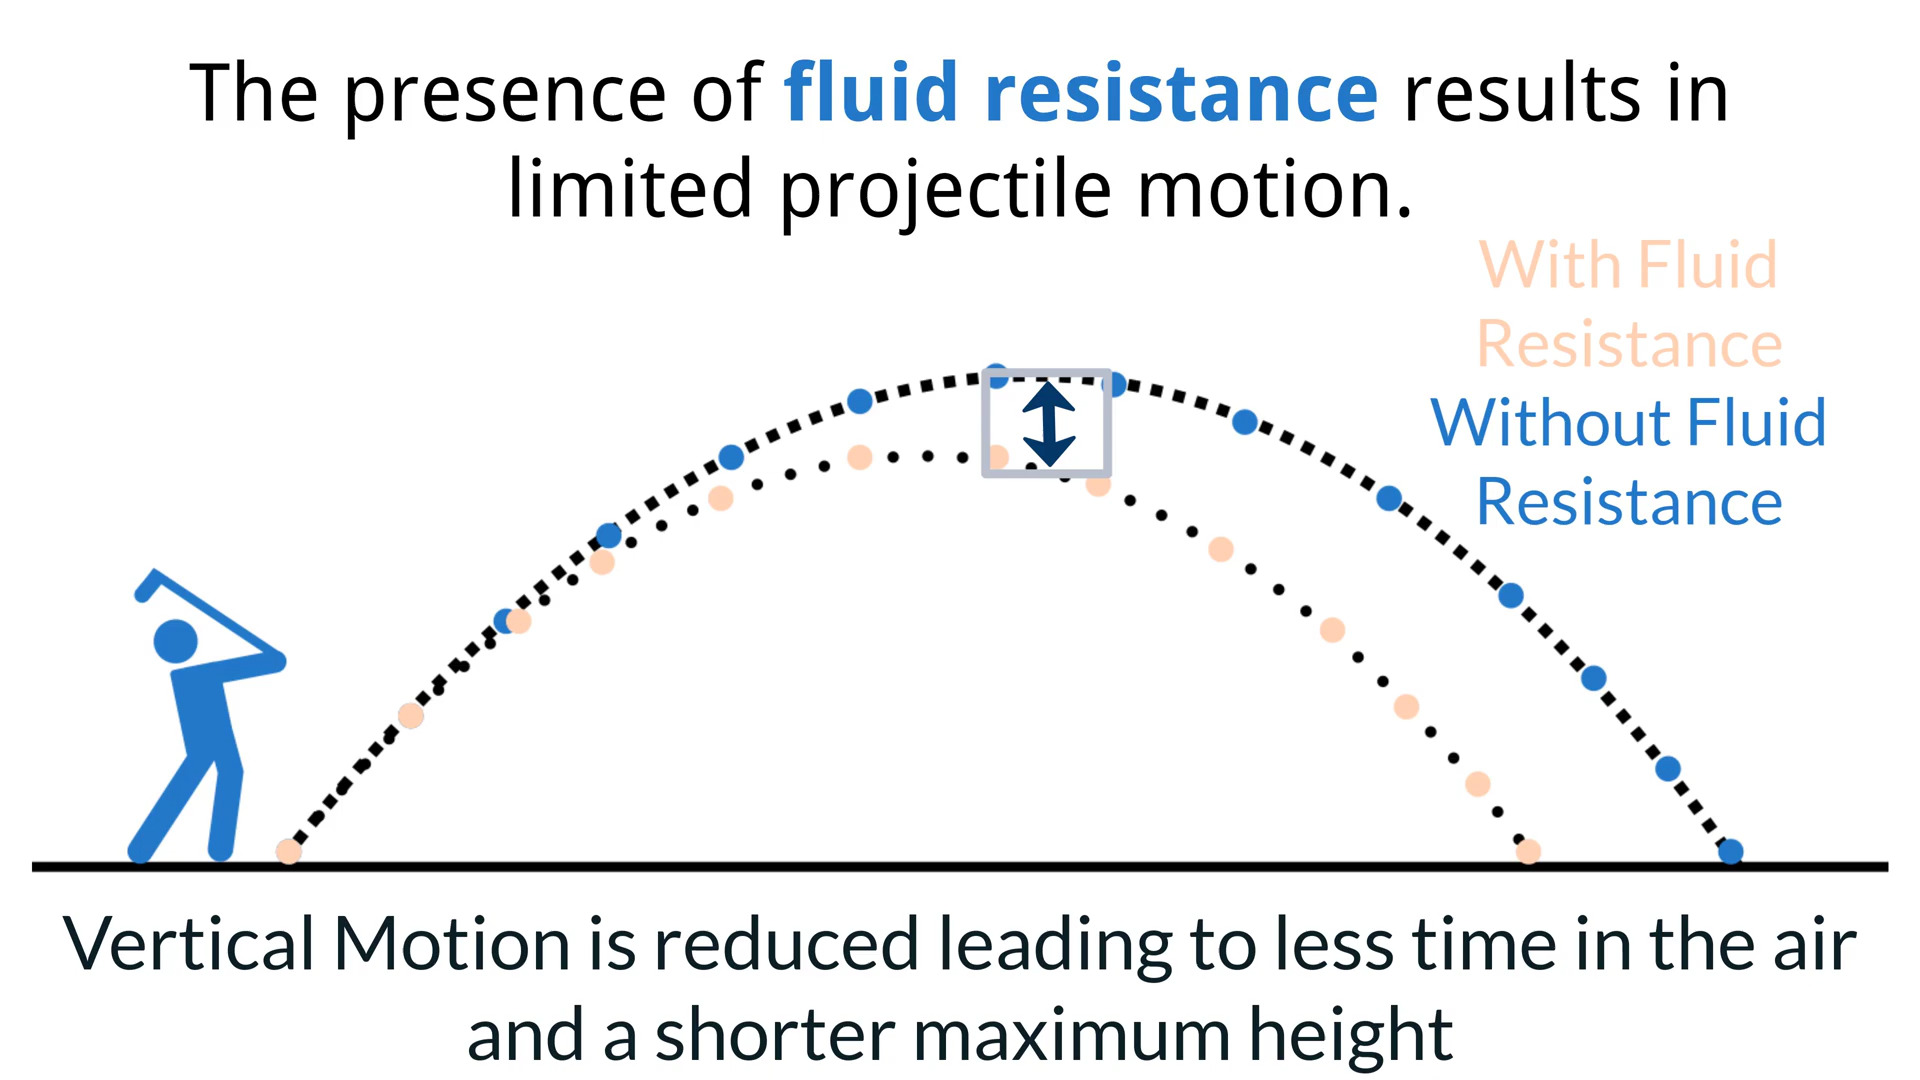 The presence of fluid resistance results in
limited projectile motion.
With Fluid
Resistance
Without Fluid
Resistance
Vertical Motion is reduced leading to less time in the air
and a shorter maximum height